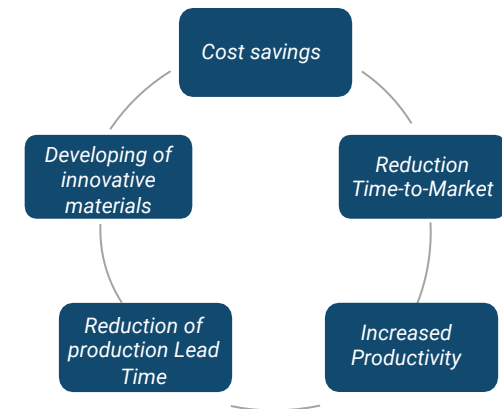 Cost savings
Reduction
Time-to-Market
Increased
Productivity
Reduction of
production Lead
Time
Developing of
innovative
materials